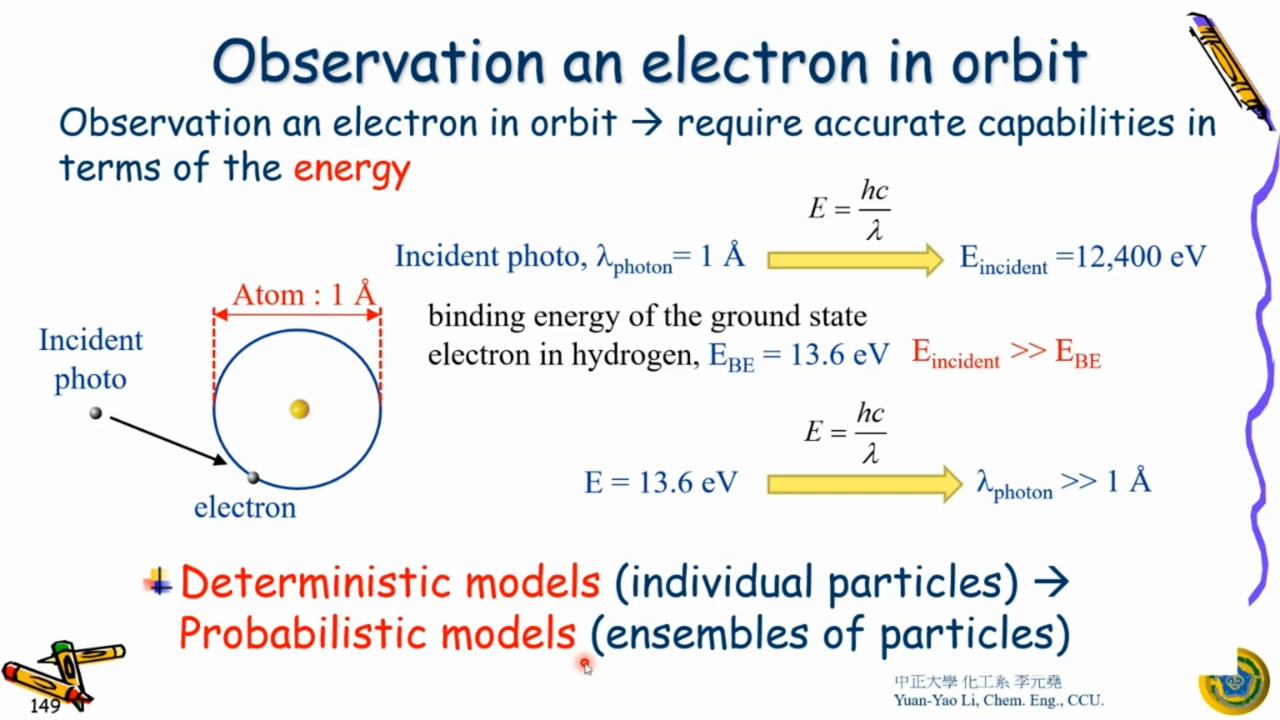 Observation an electron in orbit
Observation an electron in orbit → require accurate capabilities in
terms of the energy
E = hc/λ
Incident photo, λphoton= 1 Å
Eincident =12,400 eV
Atom : 1 Å
Incident
photo
electron
binding energy of the ground state
electron in hydrogen, EBE = 13.6 eV Eincident >> EBE
E = hc/λ
E = 13.6 eV
λphoton >> 1 Å
Deterministic models (individual particles) →
Probabilistic models (ensembles of particles)
中正大學 化工系 李元堯
Yuan-Yao Li, Chem. Eng., CCU.
149